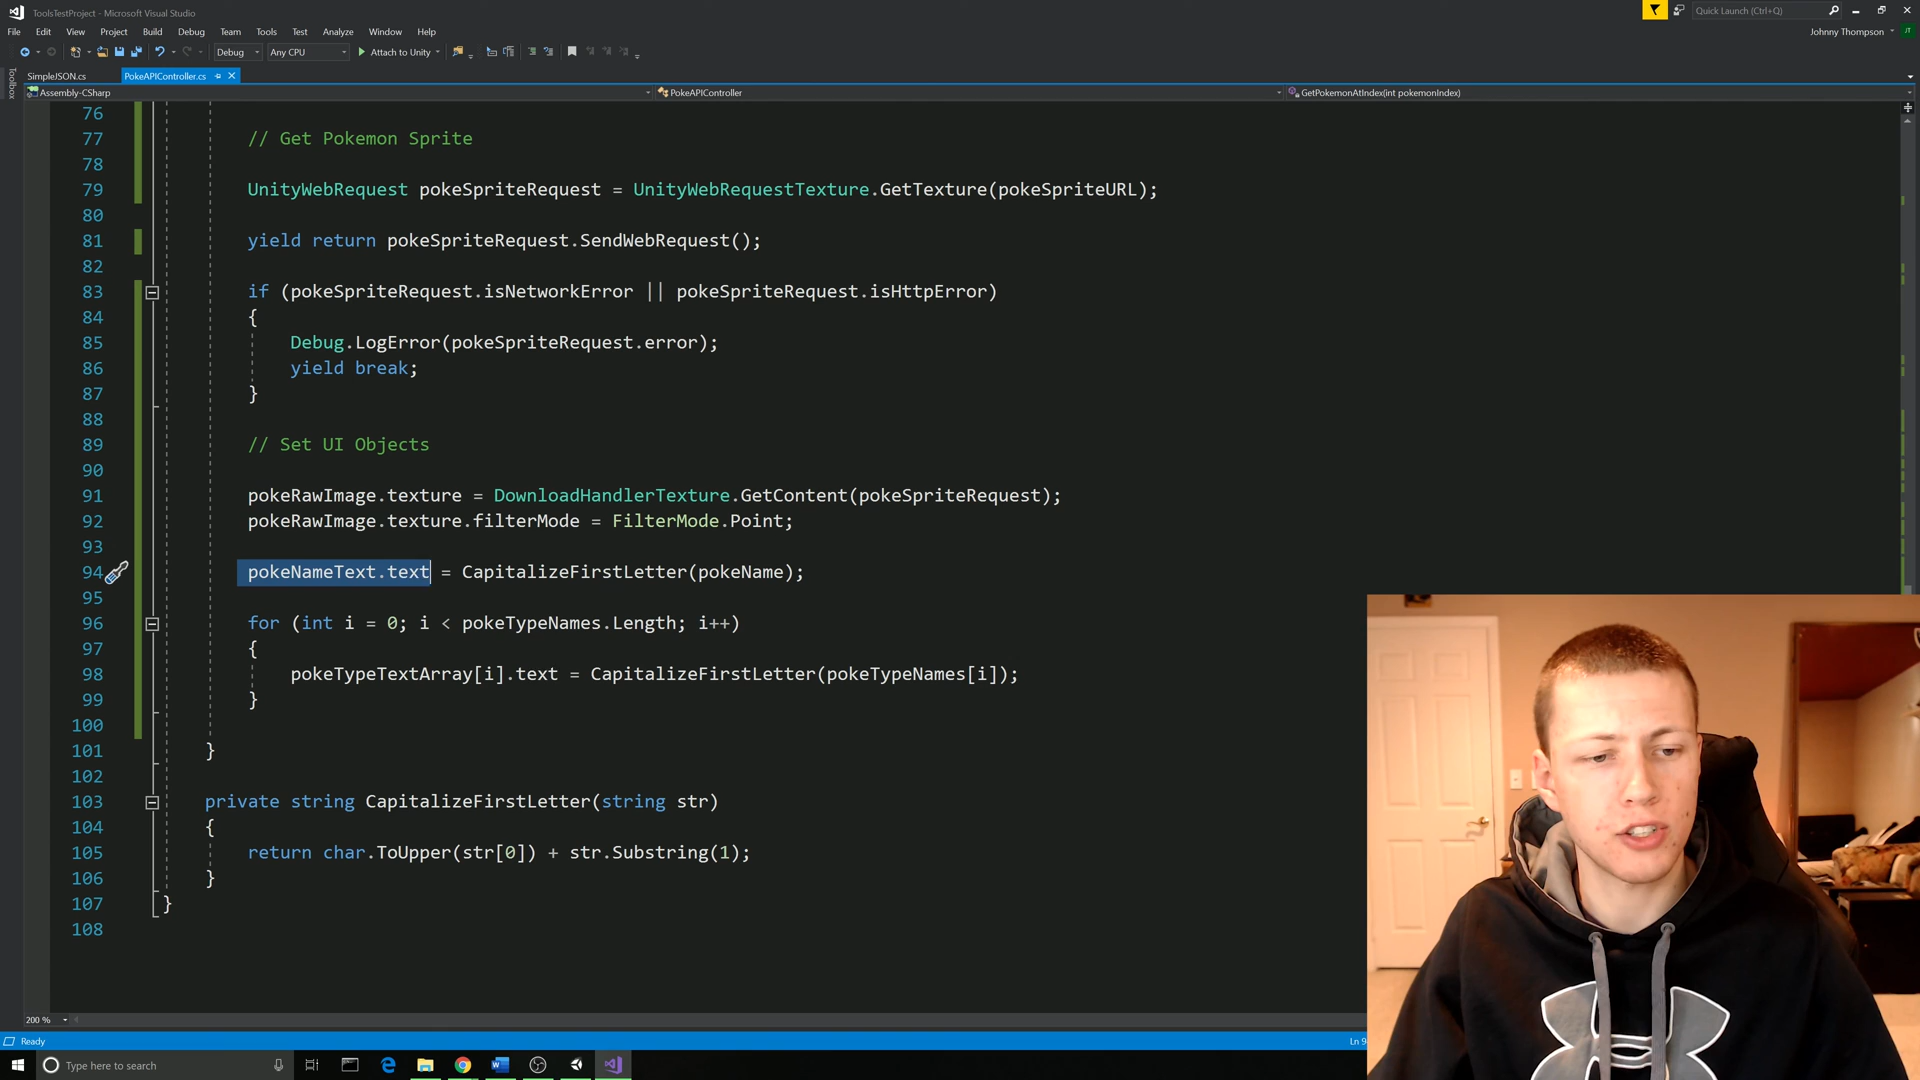 ToolsTestProject - Microsoft Visual Studio
Quick Launch (Ctrl+Q)
File Edit View Project Build Debug Team Tools Test Analyze Window Help
Johnny Thompson JT
Debug Any CPU Attach to Unity
Toolbox
SimpleJSON.cs PokeAPIController.cs
Assembly-CSharp PokeAPIController GetPokemonAtIndex(int pokemonIndex)
76
77 // Get Pokemon Sprite
78
79 UnityWebRequest pokeSpriteRequest = UnityWebRequestTexture.GetTexture(pokeSpriteURL);
80
81 yield return pokeSpriteRequest.SendWebRequest();
82
83 if (pokeSpriteRequest.isNetworkError || pokeSpriteRequest.isHttpError)
84 {
85 Debug.LogError(pokeSpriteRequest.error);
86 yield break;
87 }
88
89 // Set UI Objects
90
91 pokeRawImage.texture = DownloadHandlerTexture.GetContent(pokeSpriteRequest);
92 pokeRawImage.texture.filterMode = FilterMode.Point;
93
94 pokeNameText.text = CapitalizeFirstLetter(pokeName);
95
96 for (int i = 0; i < pokeTypeNames.Length; i++)
97 {
98 pokeTypeTextArray[i].text = CapitalizeFirstLetter(pokeTypeNames[i]);
99 }
100
101 }
102
103 private string CapitalizeFirstLetter(string str)
104 {
105 return char.ToUpper(str[0]) + str.Substring(1);
106 }
107 }
108
200 %
Ready Ln 9
Type here to search